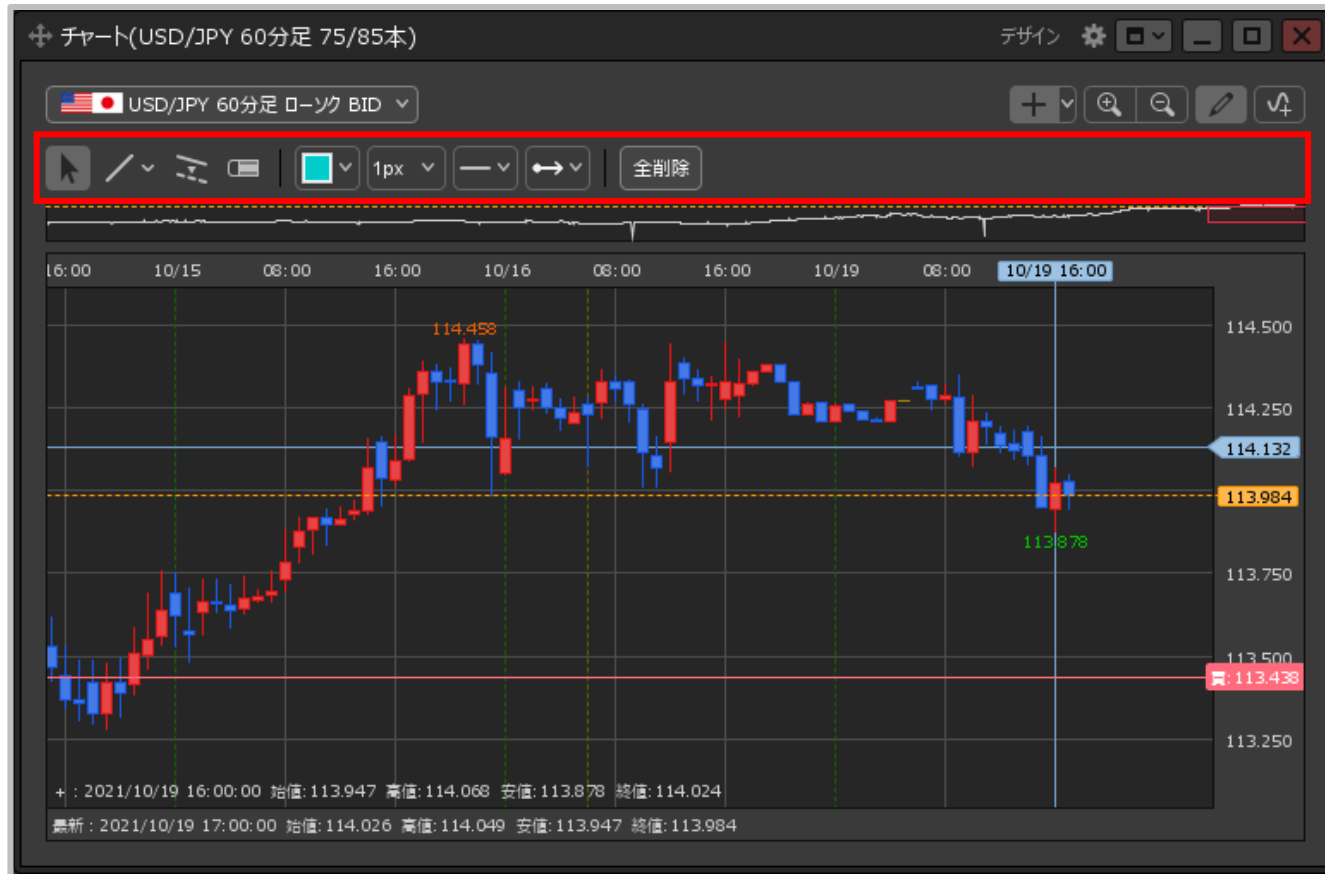 チャート(USD/JPY 60分足 75/85本) デザイン
USD/JPY 60分足 ローソク BID
1px 全削除
16:00 10/15 08:00 16:00 10/16 08:00 16:00 10/19 08:00 10/19 16:00
114.458
114.500
114.250
114.132
113.984
113.878
113.750
113.500
買:113.438
113.250
+ : 2021/10/19 16:00:00 始値:113.947 高値:114.068 安値:113.878 終値:114.024
最新 : 2021/10/19 17:00:00 始値:114.026 高値:114.049 安値:113.947 終値:113.984